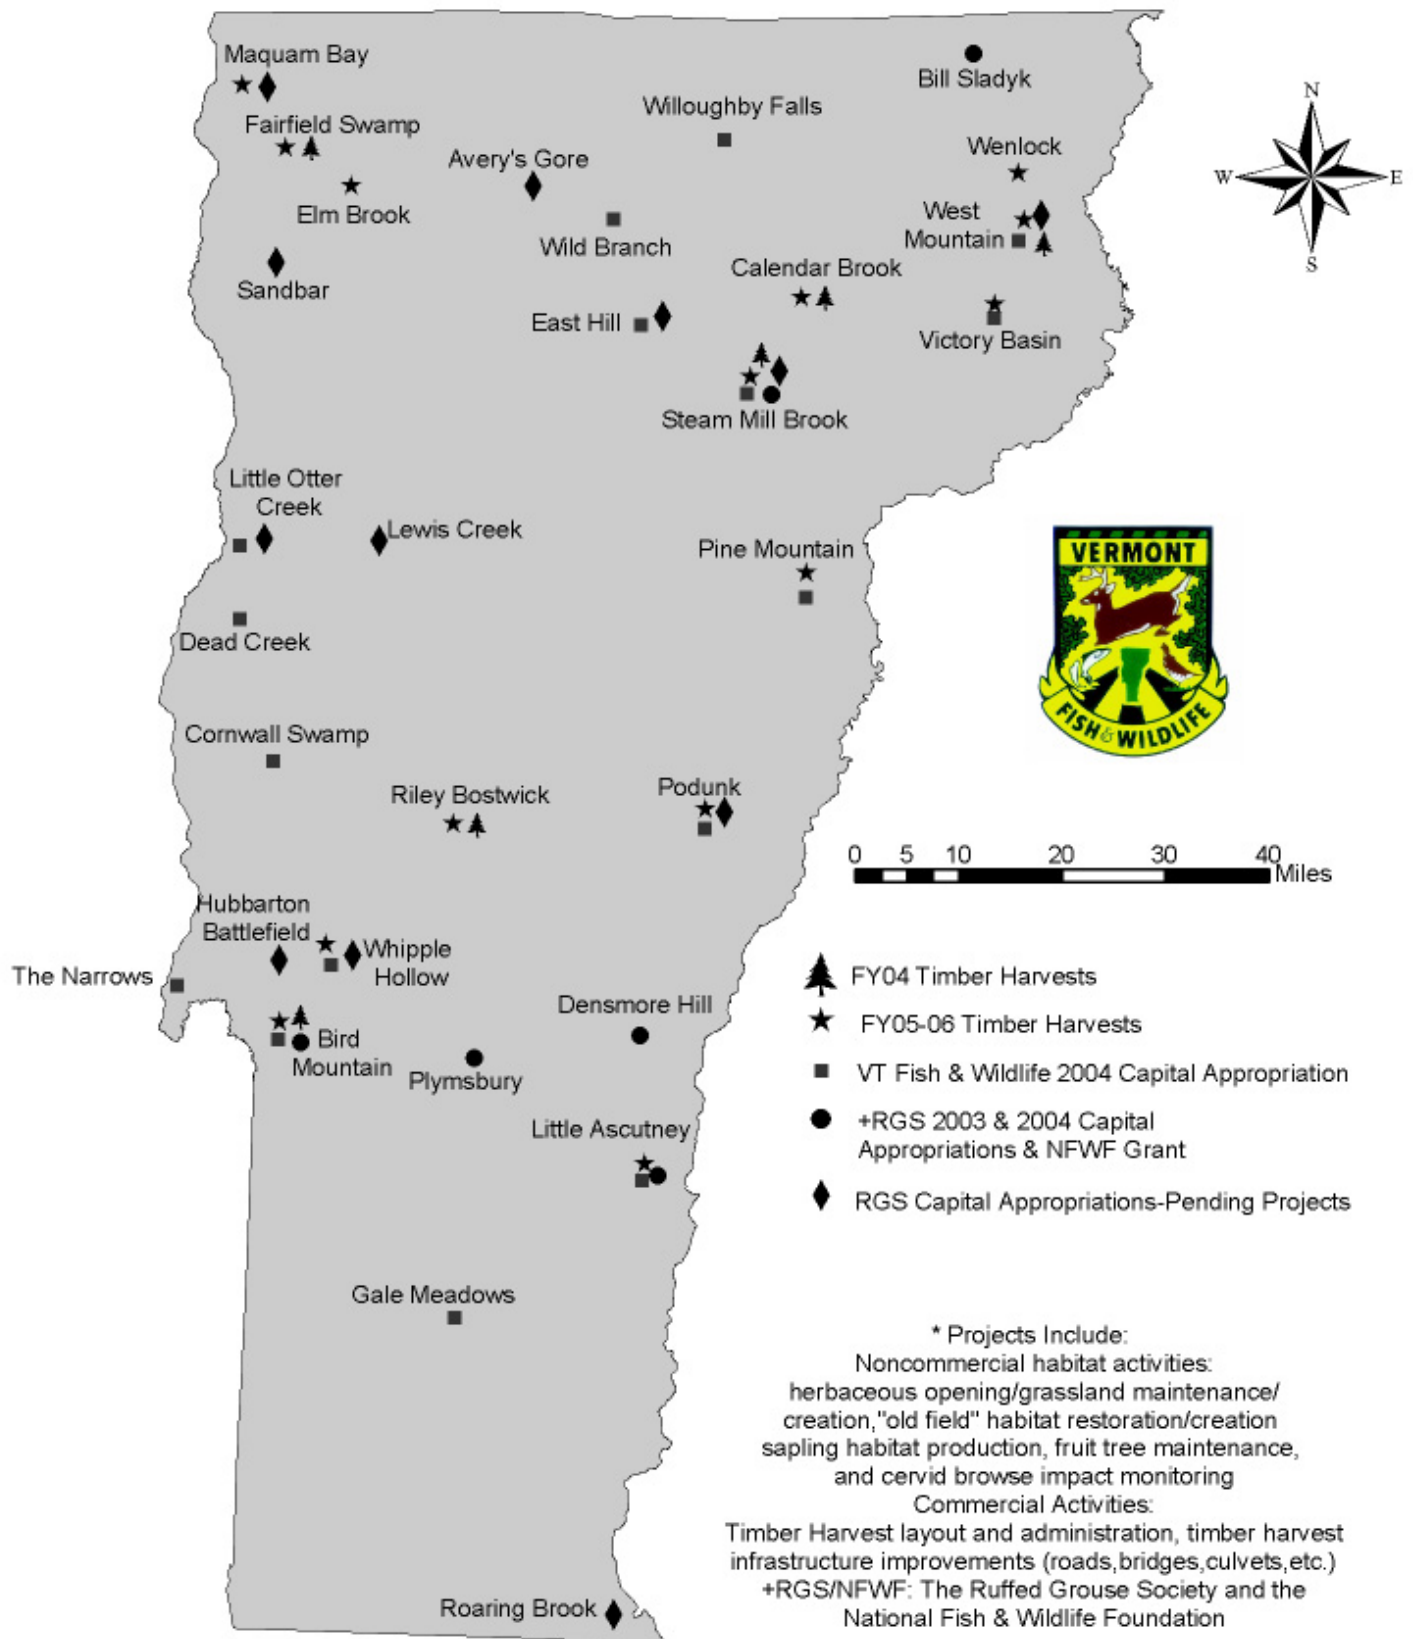 Maquam Bay
Bill Sladyk
Willoughby Falls
Fairfield Swamp
Wenlock
Avery's Gore
Elm Brook
West
Mountain
Wild Branch
Calendar Brook
Sandbar
East Hill
Victory Basin
Steam Mill Brook
N
W
E
S
Little Otter
Creek
Lewis Creek
Pine Mountain
VERMONT
FISH & WILDLIFE
Dead Creek
Cornwall Swamp
Riley Bostwick
Podunk
0 5 10 20 30 40
Miles
Hubbarton
Battlefield
Whipple
Hollow
The Narrows
Densmore Hill
Bird
Mountain
Plymsbury
Little Ascutney
FY04 Timber Harvests
FY05-06 Timber Harvests
VT Fish & Wildlife 2004 Capital Appropriation
+RGS 2003 & 2004 Capital
Appropriations & NFWF Grant
RGS Capital Appropriations-Pending Projects
Gale Meadows
* Projects Include:
Noncommercial habitat activities:
herbaceous opening/grassland maintenance/
creation,"old field" habitat restoration/creation
sapling habitat production, fruit tree maintenance,
and cervid browse impact monitoring
Commercial Activities:
Timber Harvest layout and administration, timber harvest
infrastructure improvements (roads,bridges,culvets,etc.)
+RGS/NFWF: The Ruffed Grouse Society and the
National Fish & Wildlife Foundation
Roaring Brook